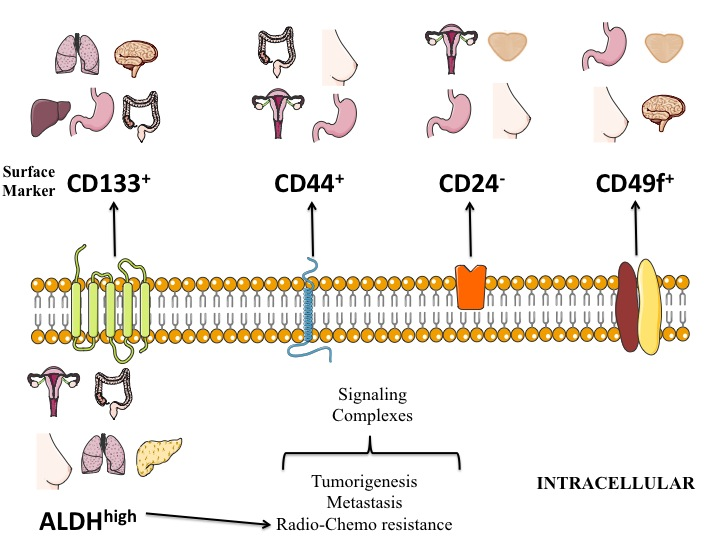 Surface
Marker
CD133+
CD44+
CD24-
CD49f+
Signaling
Complexes
Tumorigenesis
Metastasis
Radio-Chemo resistance
INTRACELLULAR
ALDHhigh